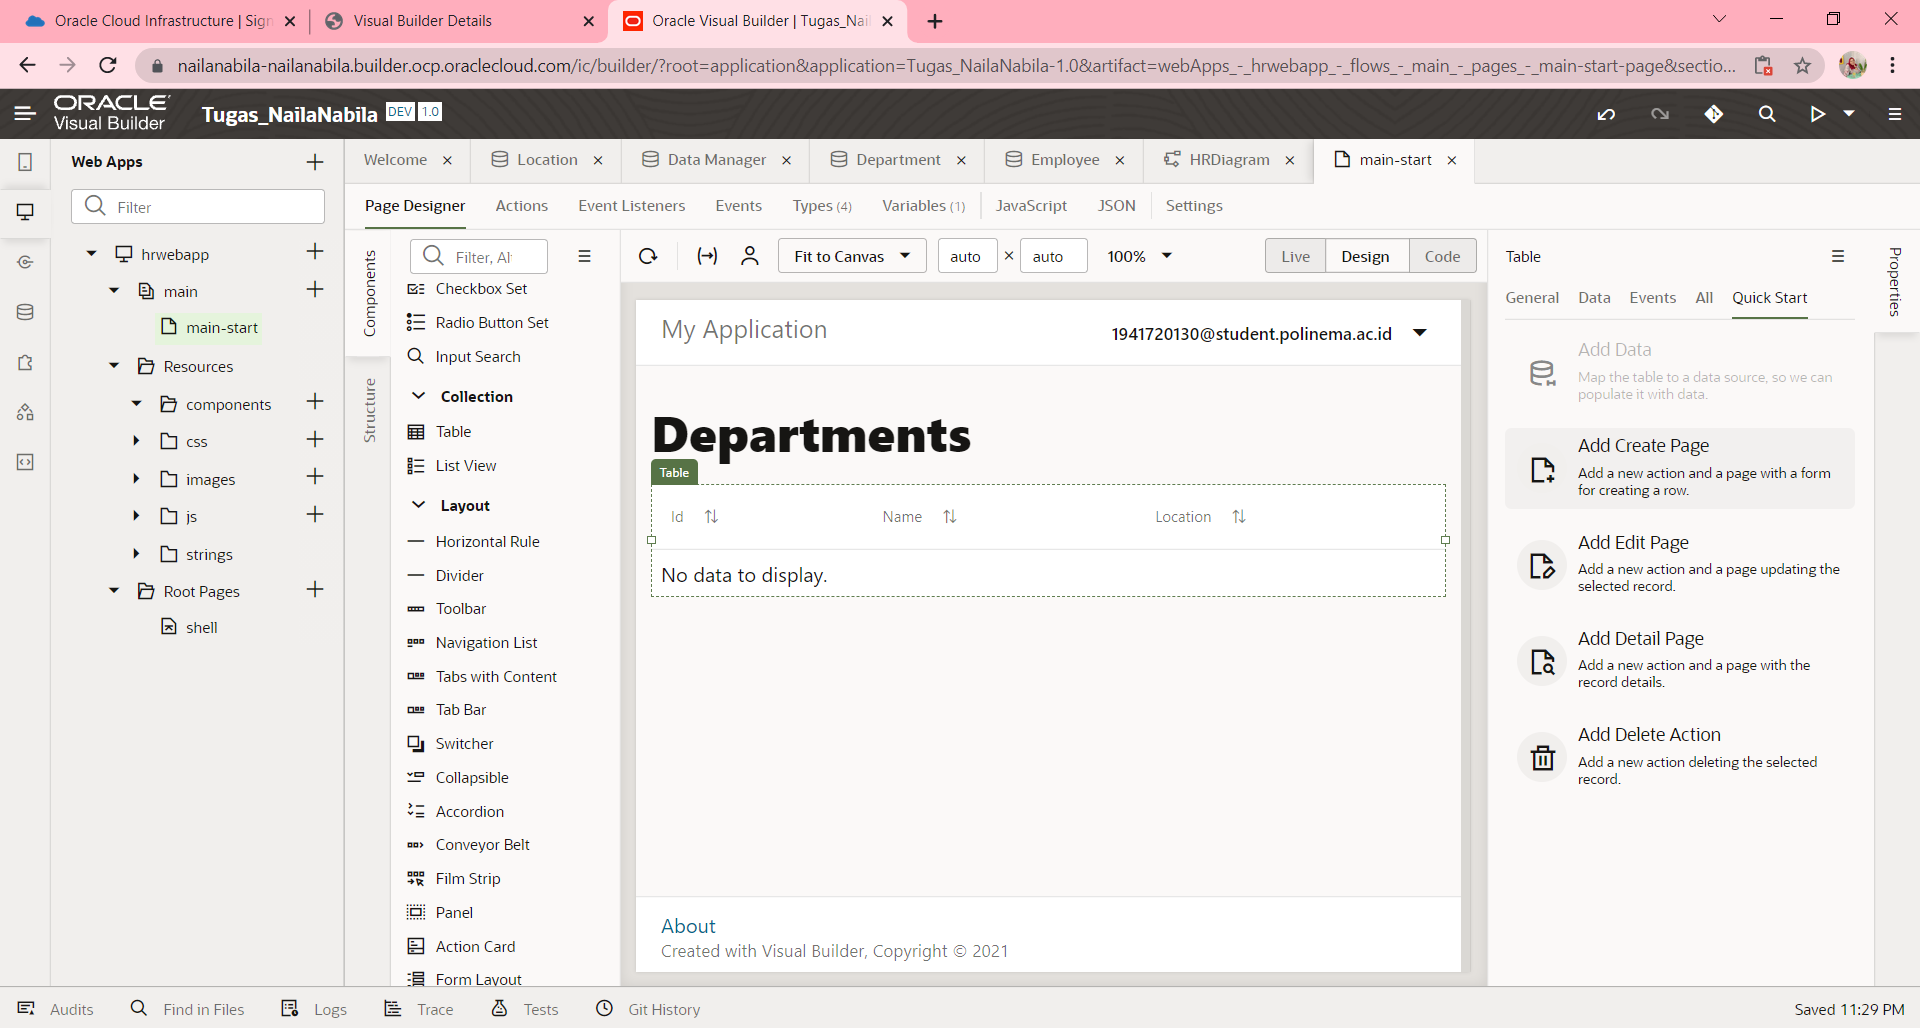 Oracle Cloud Infrastructure | Sign
Visual Builder Details
Oracle Visual Builder | Tugas_Nail
nailanabila-nailanabila.builder.ocp.oraclecloud.com/ic/builder/?root=application&application=Tugas_NailaNabila-1.0&artifact=webApps_-_hrwebapp_-_flows_-_main_-_pages_-_main-start-page&sectio...
ORACLE
Visual Builder
Tugas_NailaNabila DEV 1.0
Web Apps
Filter
hrwebapp
main
main-start
Resources
components
css
images
js
strings
Root Pages
shell
Welcome
Location
Data Manager
Department
Employee
HRDiagram
main-start
Page Designer
Actions
Event Listeners
Events
Types (4)
Variables (1)
JavaScript
JSON
Settings
Components
Structure
Filter, Al
Checkbox Set
Radio Button Set
Input Search
Collection
Table
List View
Layout
Horizontal Rule
Divider
Toolbar
Navigation List
Tabs with Content
Tab Bar
Switcher
Collapsible
Accordion
Conveyor Belt
Film Strip
Panel
Action Card
Form Layout
Fit to Canvas
auto × auto
100%
Live
Design
Code
My Application
1941720130@student.polinema.ac.id
Departments
Table
Id
Name
Location
No data to display.
About
Created with Visual Builder, Copyright © 2021
Table
Properties
General
Data
Events
All
Quick Start
Add Data
Map the table to a data source, so we can
populate it with data.
Add Create Page
Add a new action and a page with a form
for creating a row.
Add Edit Page
Add a new action and a page updating the
selected record.
Add Detail Page
Add a new action and a page with the
record details.
Add Delete Action
Add a new action deleting the selected
record.
Audits
Find in Files
Logs
Trace
Tests
Git History
Saved 11:29 PM